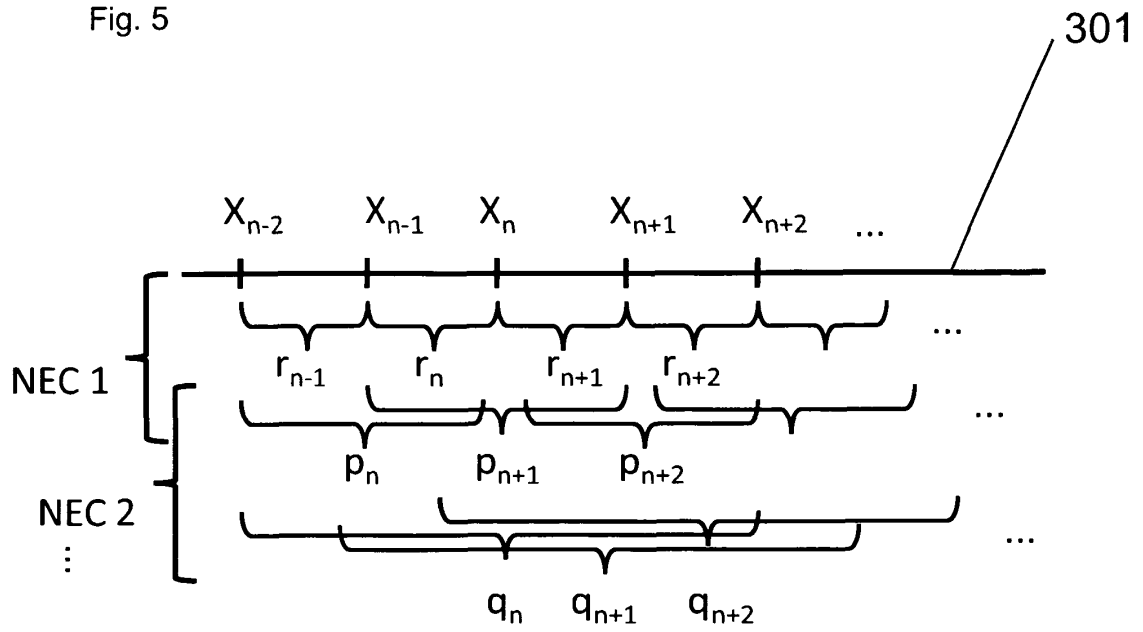 Fig. 5
301
Xn-2 Xn-1 Xn Xn+1 Xn+2 ...
rn-1 rn rn+1 rn+2 ...
NEC 1
...
pn pn+1 pn+2
NEC 2
⋮ ...
qn qn+1 qn+2